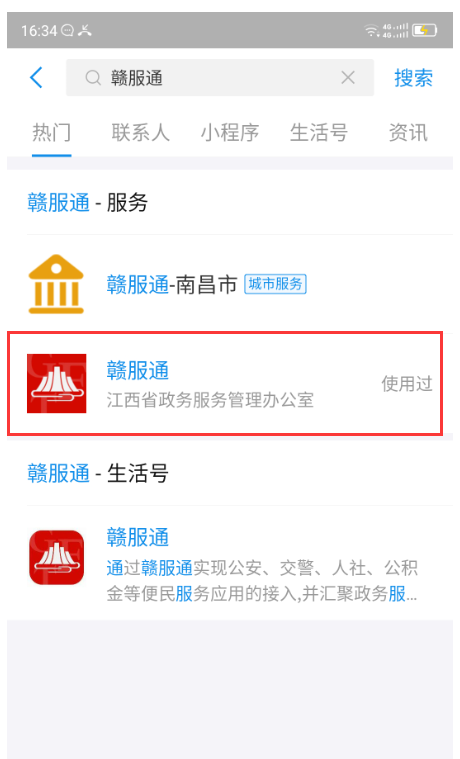 16:34
4G 4G
赣服通
搜索
热门 联系人 小程序 生活号 资讯
赣服通 - 服务
赣服通-南昌市 城市服务
赣服通
江西省政务服务管理办公室
使用过
赣服通 - 生活号
赣服通
通过赣服通实现公安、交警、人社、公积
金等便民服务应用的接入,并汇聚政务服...